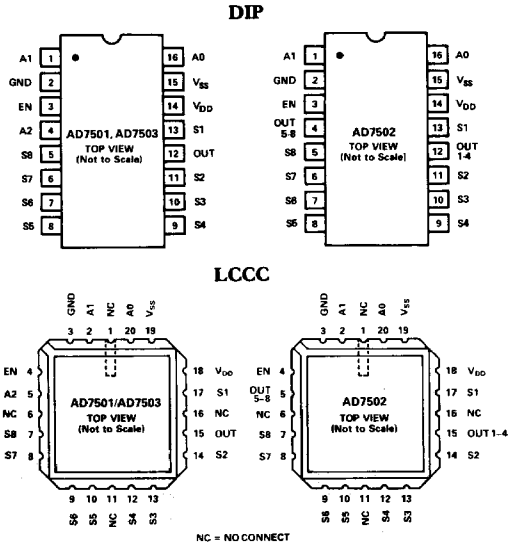 DIP
A1 1 16 A0
GND 2 15 VSS
EN 3 14 VDD
A2 4 13 S1
S8 5 12 OUT
S7 6 11 S2
S6 7 10 S3
S5 8 9 S4
AD7501, AD7503
TOP VIEW
(Not to Scale)
A1 1 16 A0
GND 2 15 VSS
EN 3 14 VDD
OUT
5-8 4 13 S1
S8 5 12 OUT
1-4
S7 6 11 S2
S6 7 10 S3
S5 8 9 S4
AD7502
TOP VIEW
(Not to Scale)
LCCC
GND A1 NC A0 VSS
3 2 1 20 19
EN 4 18 VDD
A2 5 17 S1
NC 6 16 NC
S8 7 15 OUT
S7 8 14 S2
AD7501/AD7503
TOP VIEW
(Not to Scale)
9 10 11 12 13
S6 S5 NC S4 S3
GND A1 NC A0 VSS
3 2 1 20 19
EN 4 18 VDD
OUT
5-8 5 17 S1
NC 6 16 NC
S8 7 15 OUT 1-4
S7 8 14 S2
AD7502
TOP VIEW
(Not to Scale)
9 10 11 12 13
S6 S5 NC S4 S3
NC = NO CONNECT